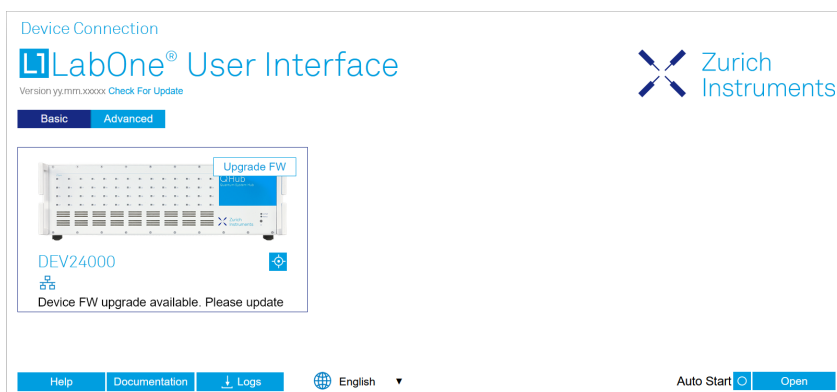 Device Connection
L1 LabOne® User Interface
Zurich
Instruments
Version yy.mm.xxxxx Check For Update
Basic Advanced
Upgrade FW
QHub
Zurich
Instruments
DEV24000
Device FW upgrade available. Please update
Help Documentation Logs English ▼ Auto Start Open